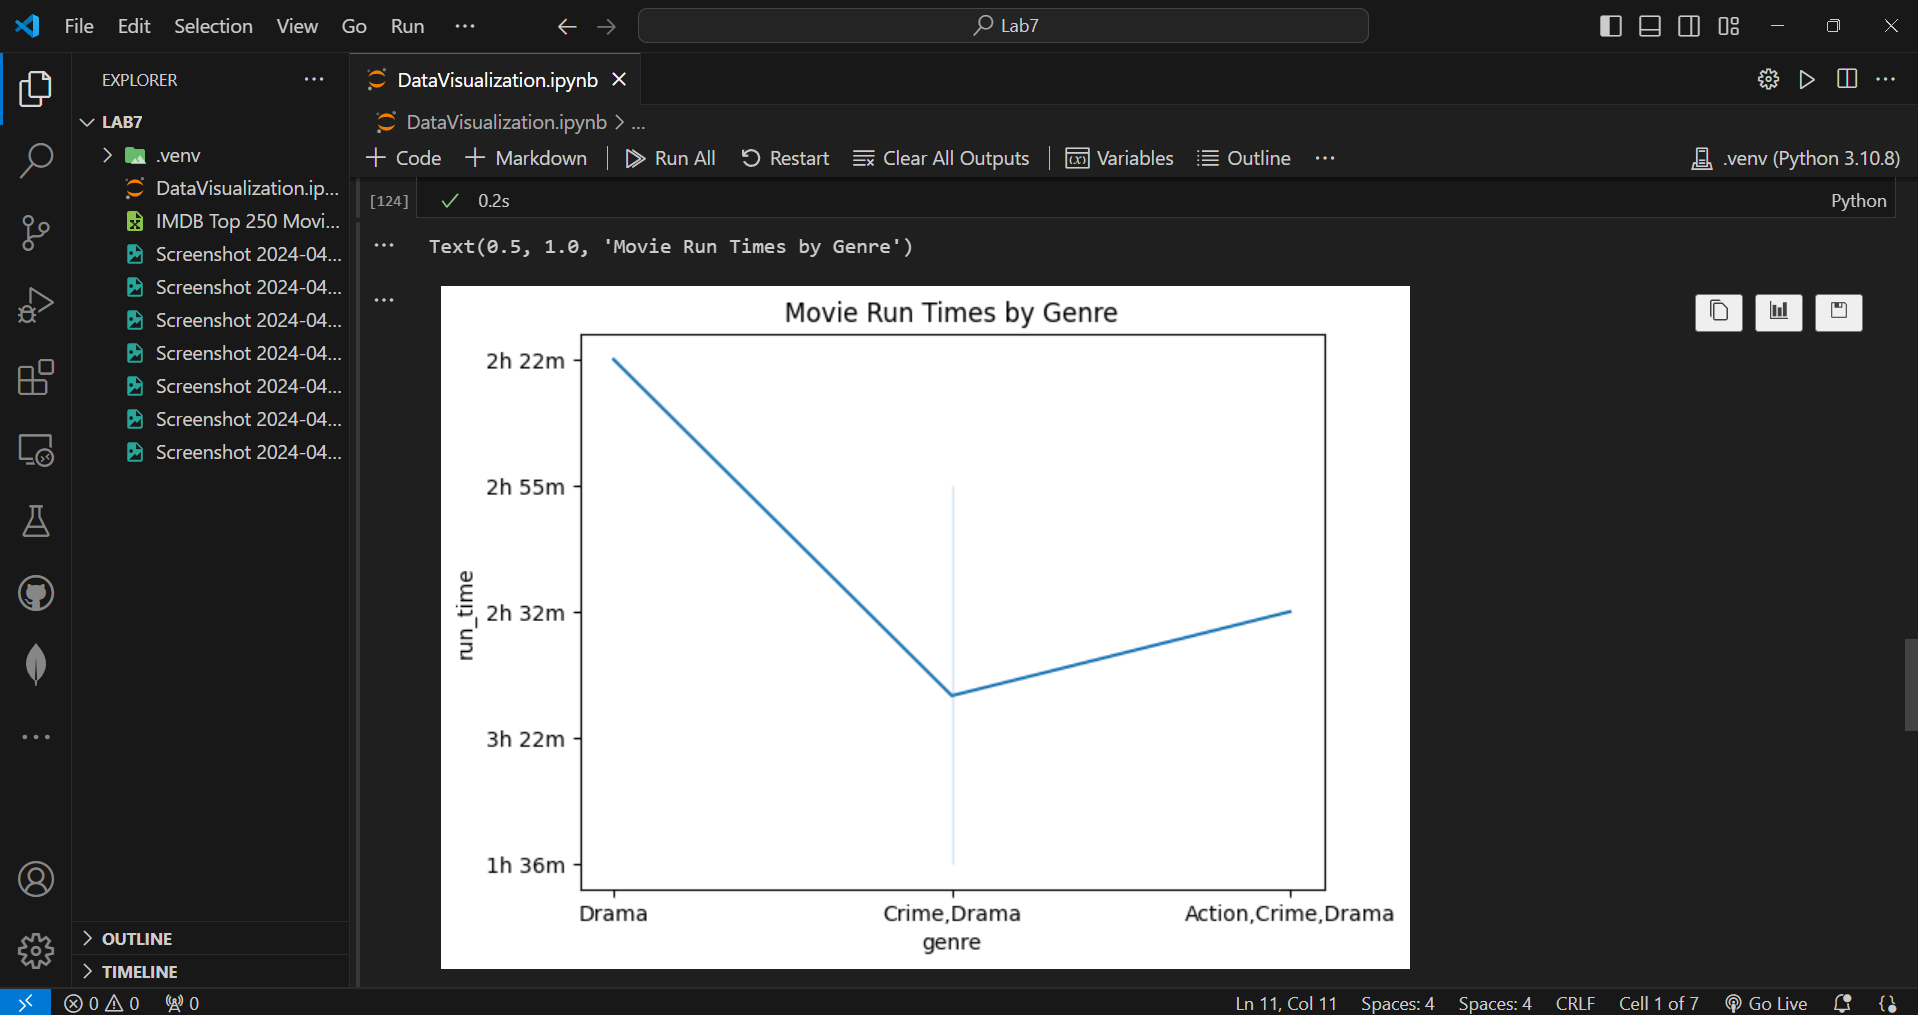 File Edit Selection View Go Run ...
Lab7
EXPLORER
LAB7
.venv
DataVisualization.ip...
IMDB Top 250 Movi...
Screenshot 2024-04...
Screenshot 2024-04...
Screenshot 2024-04...
Screenshot 2024-04...
Screenshot 2024-04...
Screenshot 2024-04...
Screenshot 2024-04...
OUTLINE
TIMELINE
DataVisualization.ipynb
DataVisualization.ipynb > ...
Code Markdown Run All Restart Clear All Outputs Variables Outline ... .venv (Python 3.10.8)
[124] 0.2s Python
Text(0.5, 1.0, 'Movie Run Times by Genre')
Movie Run Times by Genre
2h 22m
2h 55m
2h 32m
3h 22m
1h 36m
run_time
Drama Crime,Drama Action,Crime,Drama
genre
0 0 0 Ln 11, Col 11 Spaces: 4 Spaces: 4 CRLF Cell 1 of 7 Go Live